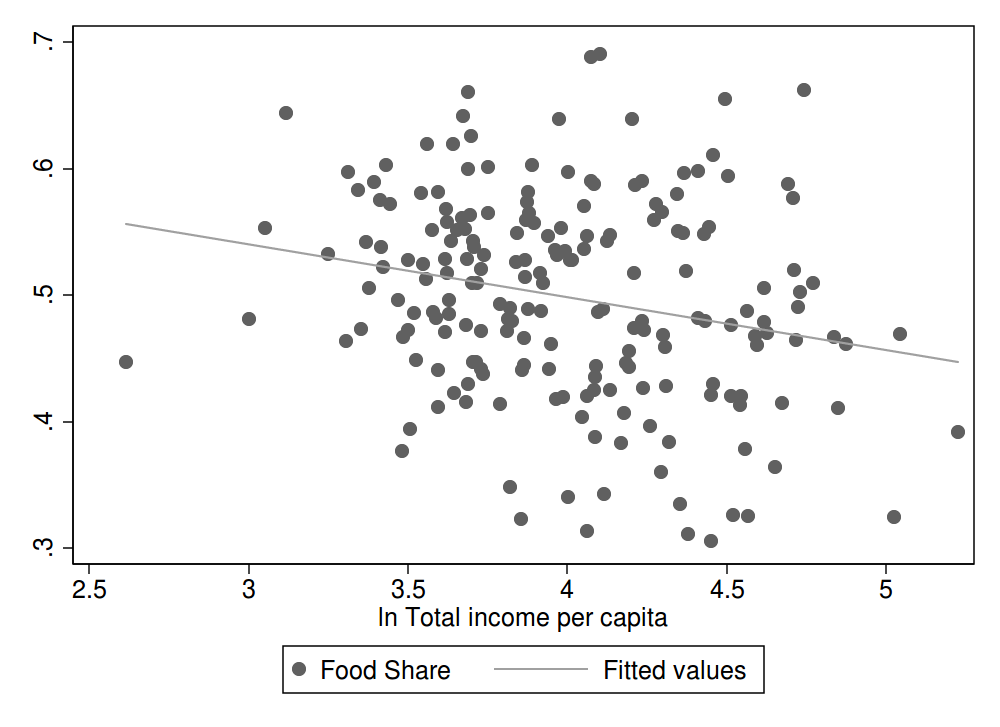 .7
.6
.5
.4
.3
2.5 3 3.5 4 4.5 5
ln Total income per capita
Food Share Fitted values